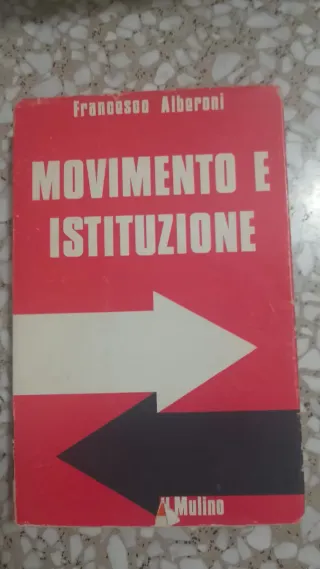 Francesco Alberoni
MOVIMENTO E
ISTITUZIONE
Il Mulino